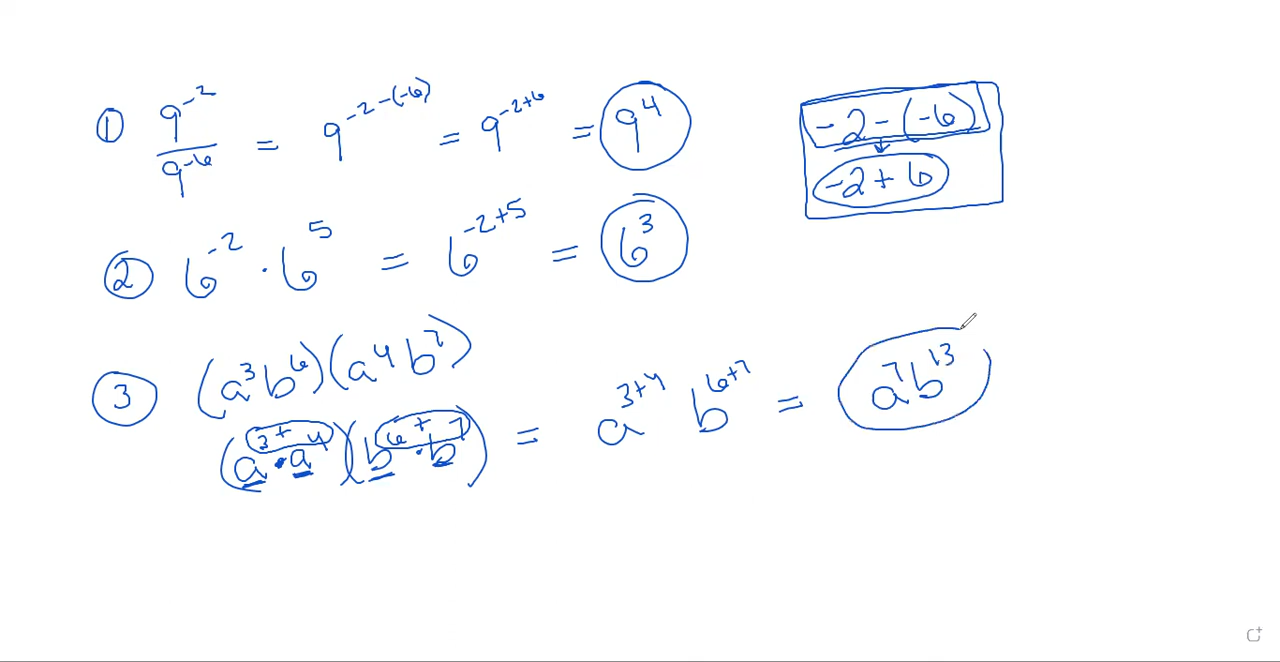 ① 9^-2 / 9^-6 = 9^-2-(-6) = 9^-2+6 = 9^4
-2-(-6)
-2+6
② 6^-2 · 6^5 = 6^-2+5 = 6^3
③ (a^3 b^6)(a^4 b^7)
(a^3 + · a^4)(b^6 + · b^7) = a^3+4 b^6+7 = a^7 b^13